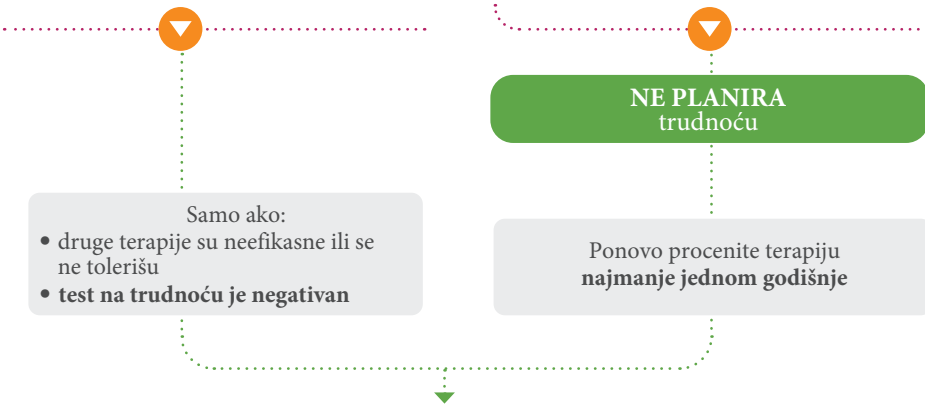 NE PLANIRA
trudnoću
Samo ako:
• druge terapije su neefikasne ili se
ne tolerišu
• test na trudnoću je negativan
Ponovo procenite terapiju
najmanje jednom godišnje